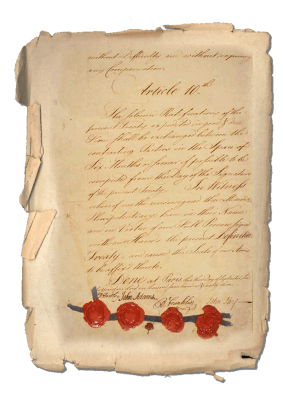 without Difficulty and without requiring
any Compensation.
Article 10th.
The solemn Ratifications of the
present Treaty expedited in good & due
Form shall be exchanged between the
contracting Parties in the Space of
Six Months or sooner if possible to be
computed from the Day of the Signature
of the present Treaty. In Witness
whereof we the undersigned their Ministers
Plenipotentiary have in their Name
and in Virtue of our Full Powers signed
with our Hands the present Definitive
Treaty, and caused the Seals of our Arms
to be affix'd thereto.
Done at Paris, this third Day of September,
John Adams B Franklin John Jay